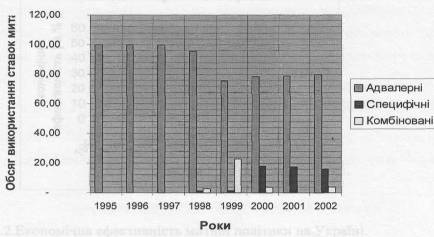 Обсяг використання ставок мит
120,00
100,00
80,00
60,00
40,00
20,00
-
1995 1996 1997 1998 1999 2000 2001 2002
Роки
Адвалерні
Специфічні
Комбіновані